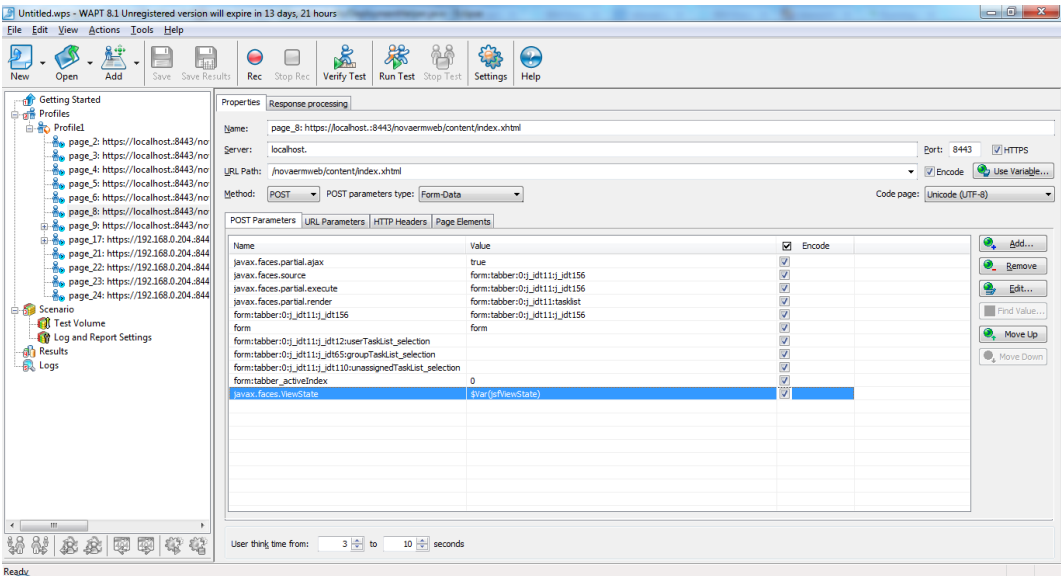 Untitled.wps - WAPT 8.1 Unregistered version will expire in 13 days, 21 hours
File Edit View Actions Tools Help
New Open Add Save Save Results Rec Stop Rec Verify Test Run Test Stop Test Settings Help
Getting Started
Profiles
Profile1
page_2: https://localhost.:8443/no
page_3: https://localhost.:8443/no
page_4: https://localhost.:8443/no
page_5: https://localhost.:8443/no
page_6: https://localhost.:8443/no
page_8: https://localhost.:8443/no
page_9: https://localhost.:8443/no
page_17: https://192.168.0.204.:844
page_21: https://192.168.0.204.:844
page_22: https://192.168.0.204.:844
page_23: https://192.168.0.204.:844
page_24: https://192.168.0.204.:844
Scenario
Test Volume
Log and Report Settings
Results
Logs
Properties Response processing
Name: page_8: https://localhost.:8443/novaermweb/content/index.xhtml
Server: localhost. Port: 8443 HTTPS
URL Path: /novaermweb/content/index.xhtml Encode Use Variable...
Method: POST POST parameters type: Form-Data Code page: Unicode (UTF-8)
POST Parameters URL Parameters HTTP Headers Page Elements
Name Value Encode
javax.faces.partial.ajax true
javax.faces.source form:tabber:0:j_idt11:j_idt156
javax.faces.partial.execute form:tabber:0:j_idt11:j_idt156
javax.faces.partial.render form:tabber:0:j_idt11:tasklist
form:tabber:0:j_idt11:j_idt156 form:tabber:0:j_idt11:j_idt156
form form
form:tabber:0:j_idt11:j_idt12:userTaskList_selection
form:tabber:0:j_idt11:j_idt65:groupTaskList_selection
form:tabber:0:j_idt11:j_idt110:unassignedTaskList_selection
form:tabber_activeIndex 0
javax.faces.ViewState $Var(jsfViewState)
Add...
Remove
Edit...
Find Value...
Move Up
Move Down
User think time from: 3 to 10 seconds
Ready